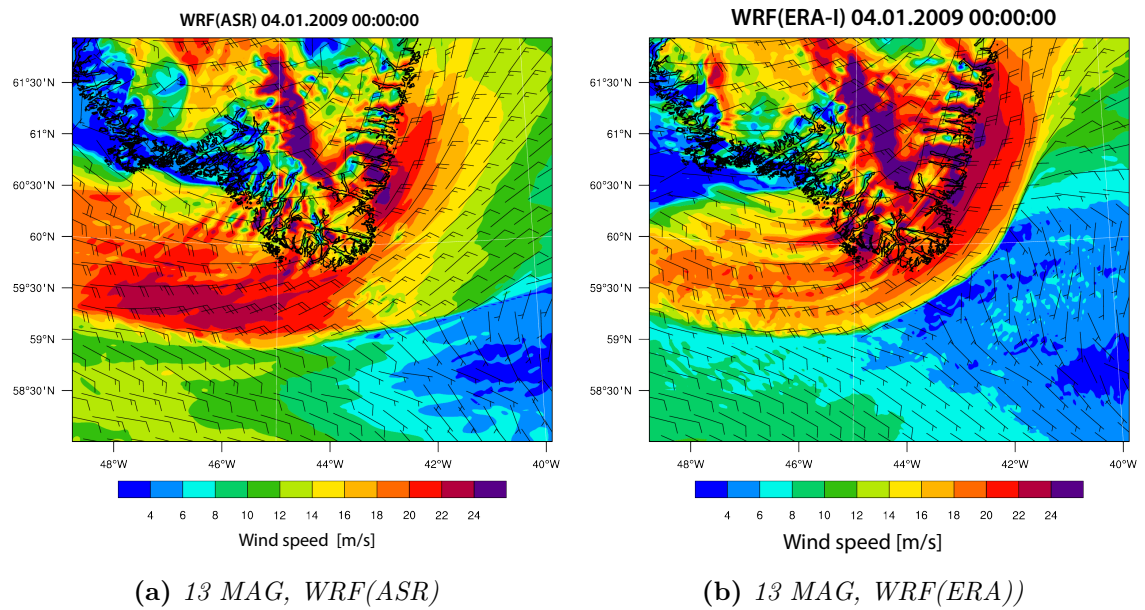 WRF(ASR) 04.01.2009 00:00:00
61°30'N
61°N
60°30'N
60°N
59°30'N
59°N
58°30'N
48°W 46°W 44°W 42°W 40°W
4 6 8 10 12 14 16 18 20 22 24
Wind speed [m/s]
(a) 13 MAG, WRF(ASR)
WRF(ERA-I) 04.01.2009 00:00:00
61°30'N
61°N
60°30'N
60°N
59°30'N
59°N
58°30'N
48°W 46°W 44°W 42°W 40°W
4 6 8 10 12 14 16 18 20 22 24
Wind speed [m/s]
(b) 13 MAG, WRF(ERA))